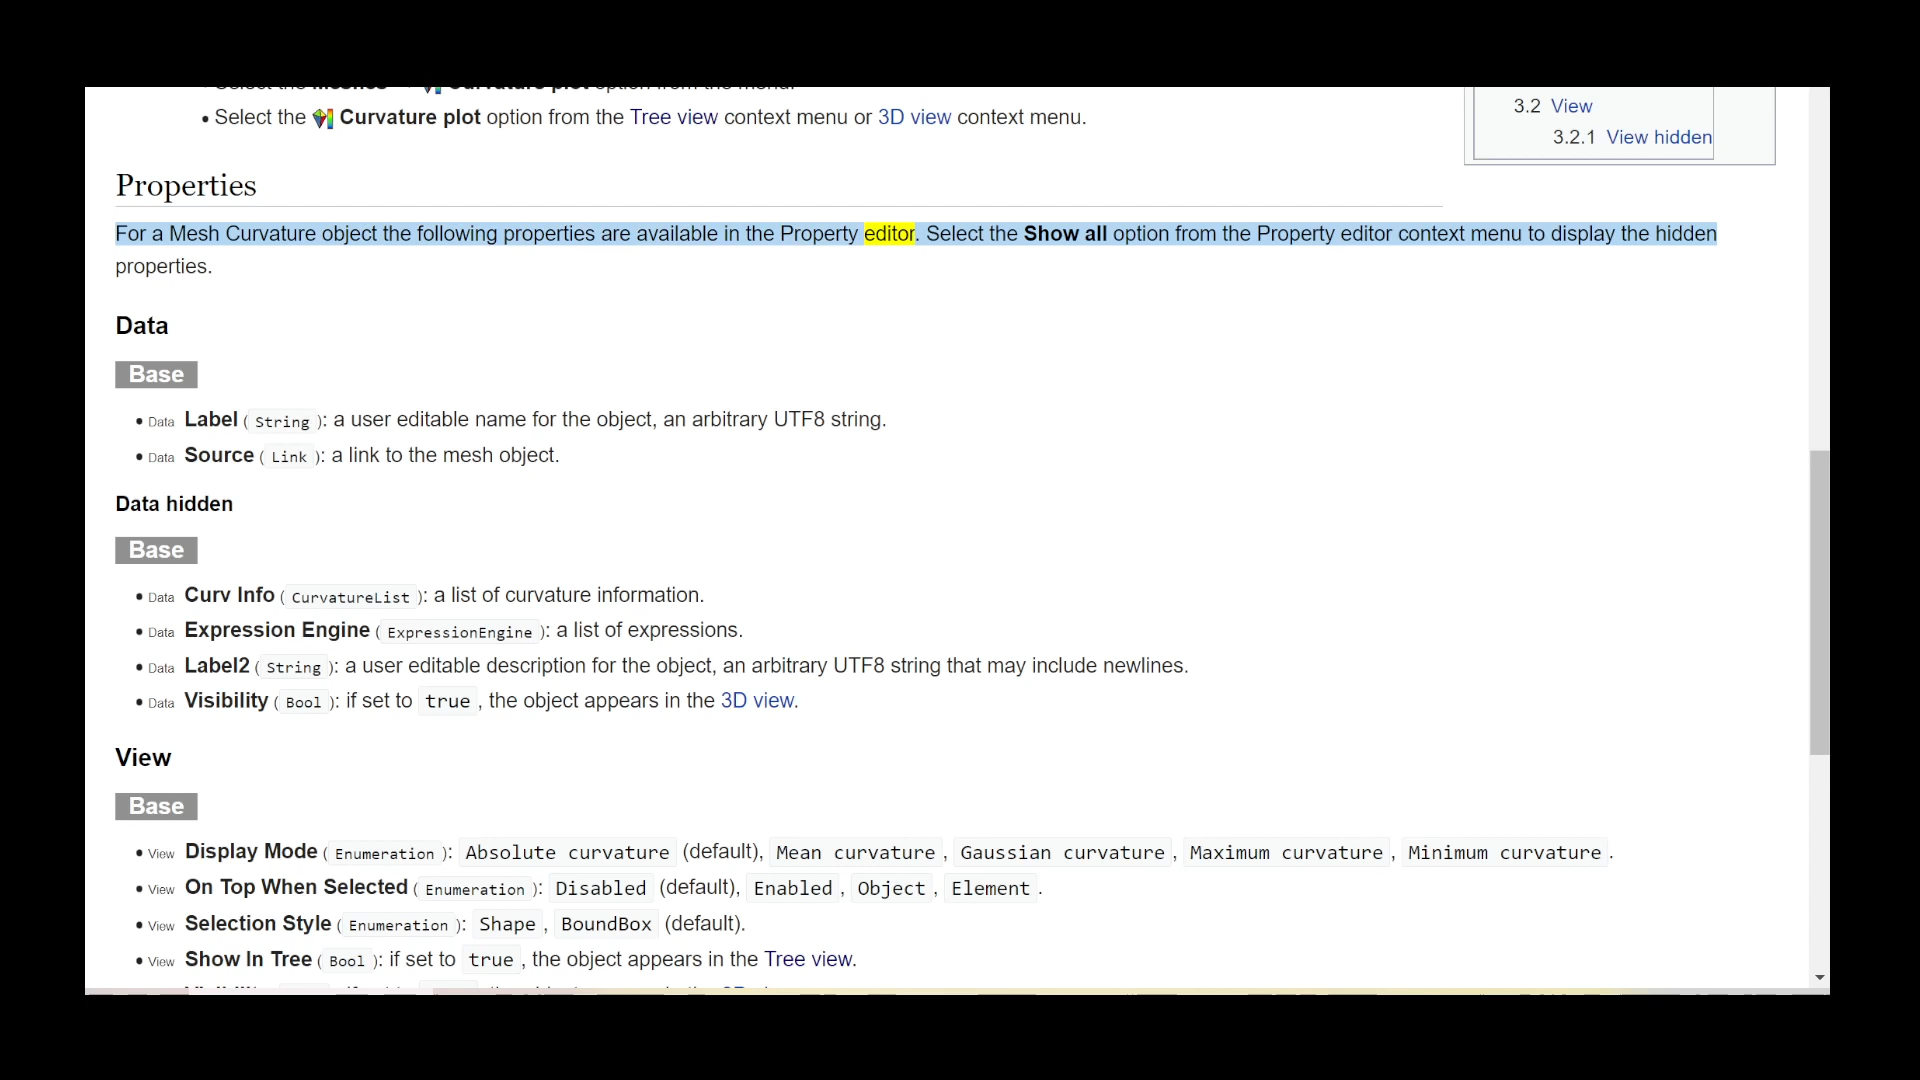 Select the Meshes Curvature plot option from the menu.
3.2 View
• Select the Curvature plot option from the Tree view context menu or 3D view context menu.
3.2.1 View hidden
Properties
For a Mesh Curvature object the following properties are available in the Property editor. Select the Show all option from the Property editor context menu to display the hidden
properties.
Data
Base
• Data Label ( String ): a user editable name for the object, an arbitrary UTF8 string.
• Data Source ( Link ): a link to the mesh object.
Data hidden
Base
• Data Curv Info ( CurvatureList ): a list of curvature information.
• Data Expression Engine ( ExpressionEngine ): a list of expressions.
• Data Label2 ( String ): a user editable description for the object, an arbitrary UTF8 string that may include newlines.
• Data Visibility ( Bool ): if set to true , the object appears in the 3D view.
View
Base
• View Display Mode ( Enumeration ): Absolute curvature (default), Mean curvature , Gaussian curvature , Maximum curvature , Minimum curvature .
• View On Top When Selected ( Enumeration ): Disabled (default), Enabled , Object , Element .
• View Selection Style ( Enumeration ): Shape , BoundBox (default).
• View Show In Tree ( Bool ): if set to true , the object appears in the Tree view.